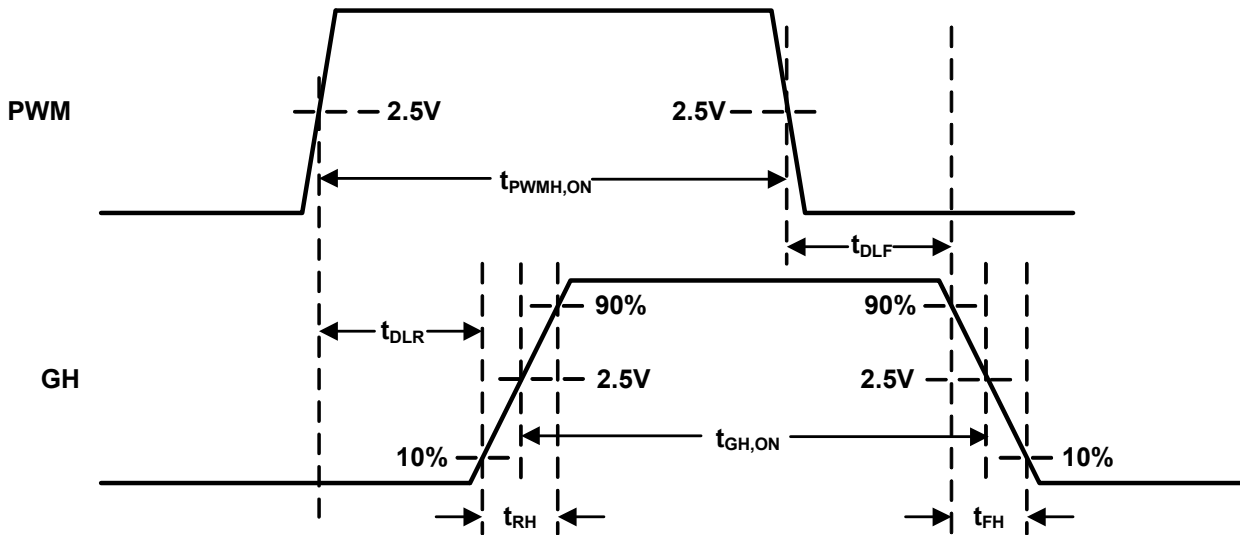 PWM
2.5V
2.5V
tPWMH,ON
tDLF
90%
90%
tDLR
GH
2.5V
2.5V
tGH,ON
10%
10%
tRH
tFH